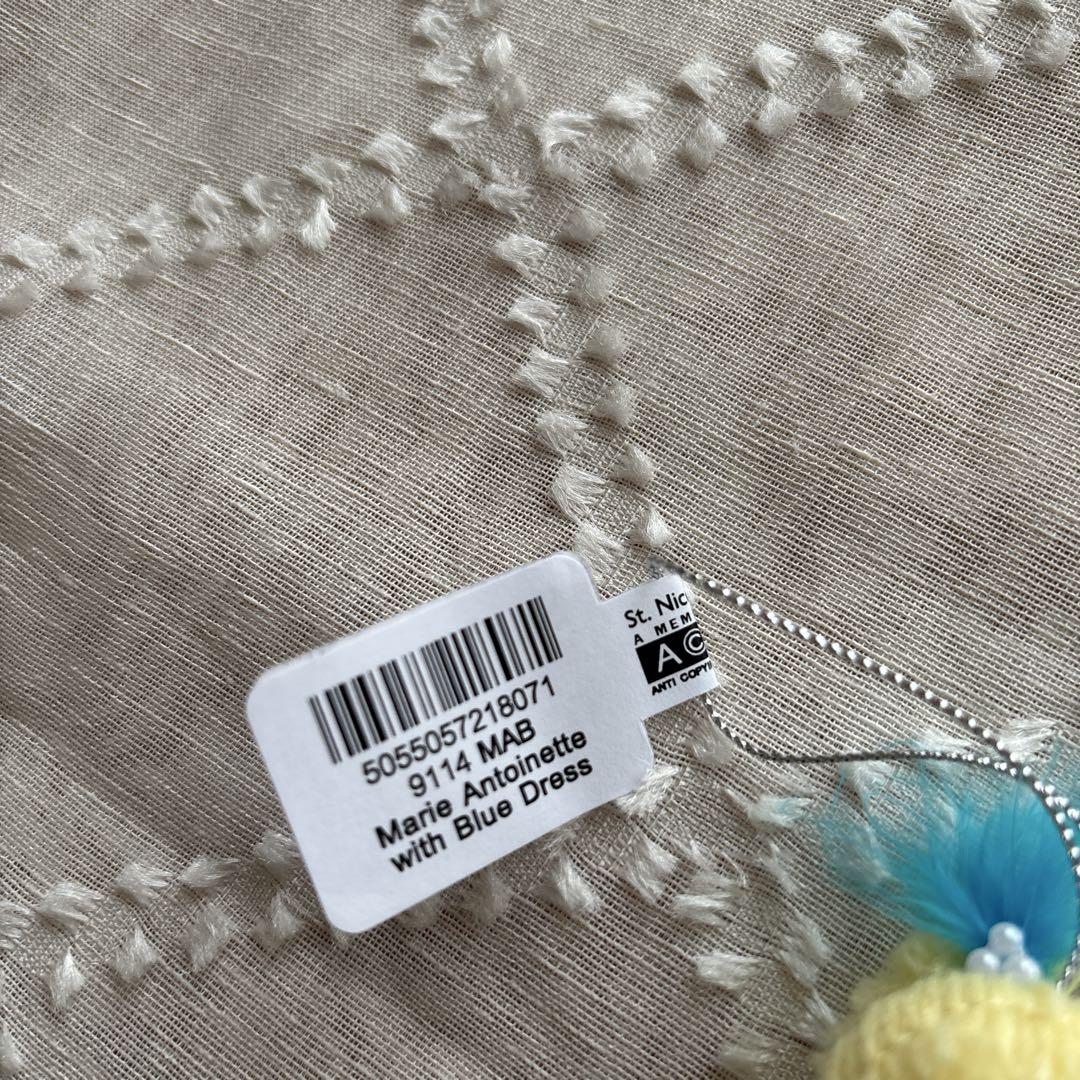 5055057218071
9114 MAB
Marie Antoinette
with Blue Dress
St. Nic
A MEM
AC
ANTI COPYI